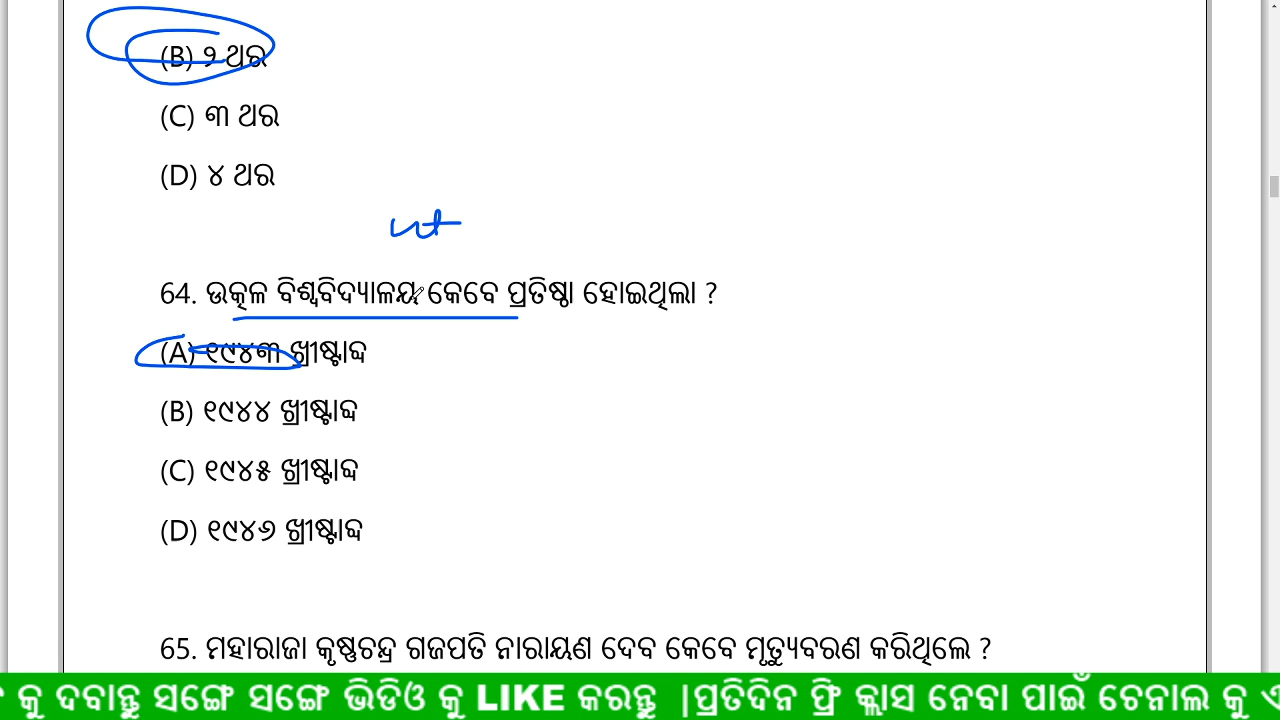 (B) ୨ ଥର
(C) ୩ ଥର
(D) ୪ ଥର
ut
64. ଉତ୍କଳ ବିଶ୍ୱବିଦ୍ୟାଳୟ କେବେ ପ୍ରତିଷ୍ଠା ହୋଇଥିଲା ?
(A) ୧୯୪୩ ଖ୍ରୀଷ୍ଟାବ୍ଦ
(B) ୧୯୪୪ ଖ୍ରୀଷ୍ଟାବ୍ଦ
(C) ୧୯୪୫ ଖ୍ରୀଷ୍ଟାବ୍ଦ
(D) ୧୯୪୬ ଖ୍ରୀଷ୍ଟାବ୍ଦ
65. ମହାରାଜା କୃଷ୍ଣଚନ୍ଦ୍ର ଗଜପତି ନାରାୟଣ ଦେବ କେବେ ମୃତ୍ୟୁବରଣ କରିଥିଲେ ?
କୁ ଦବାନ୍ତୁ ସଙ୍ଗେ ସଙ୍ଗେ ଭିଡିଓ କୁ LIKE କରନ୍ତୁ |ପ୍ରତିଦିନ ଫ୍ରି କ୍ଲାସ ନେବା ପାଇଁ ଚେନାଲ କୁ